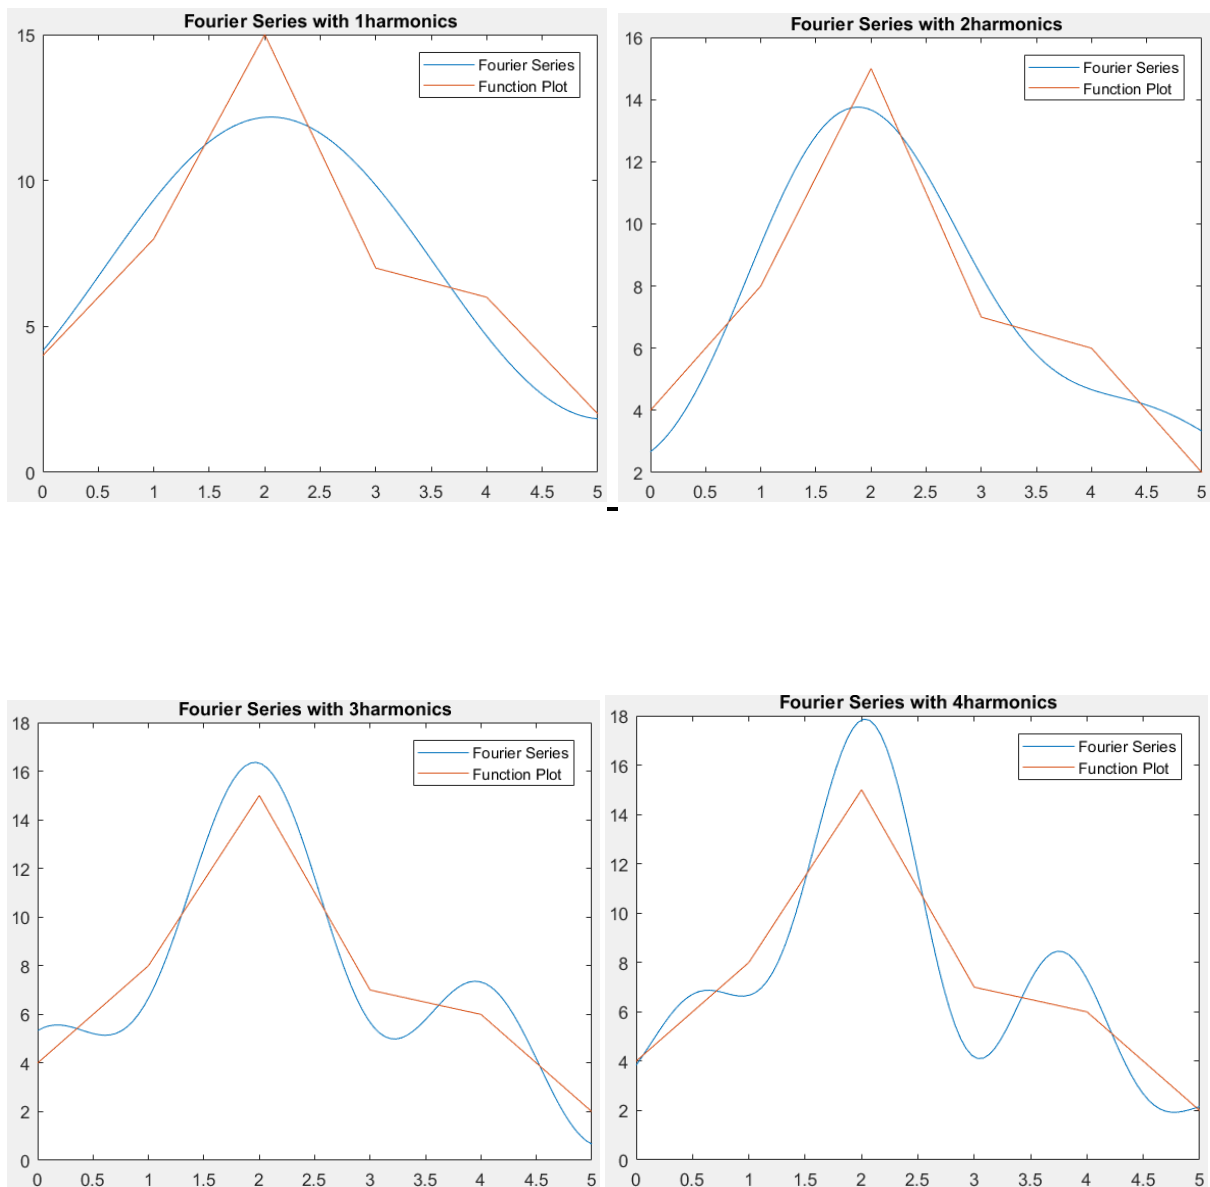 Fourier Series with 1harmonics
15
Fourier Series
Function Plot
10
5
0
0 0.5 1 1.5 2 2.5 3 3.5 4 4.5 5
Fourier Series with 2harmonics
16
Fourier Series
Function Plot
14
12
10
8
6
4
2
0 0.5 1 1.5 2 2.5 3 3.5 4 4.5 5
Fourier Series with 3harmonics
18
Fourier Series
Function Plot
16
14
12
10
8
6
4
2
0
0 0.5 1 1.5 2 2.5 3 3.5 4 4.5 5
Fourier Series with 4harmonics
18
Fourier Series
Function Plot
16
14
12
10
8
6
4
2
0
0 0.5 1 1.5 2 2.5 3 3.5 4 4.5 5